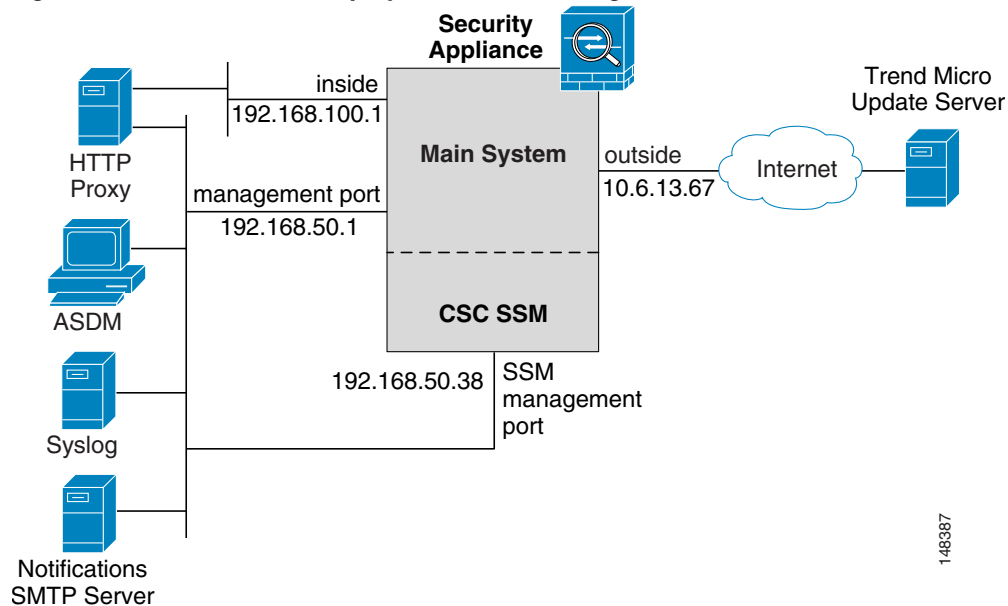 Security
Appliance
inside
192.168.100.1
HTTP
Proxy
Main System
outside
10.6.13.67
Internet
Trend Micro
Update Server
management port
192.168.50.1
ASDM
CSC SSM
192.168.50.38
SSM
management
port
Syslog
Notifications
SMTP Server
148387